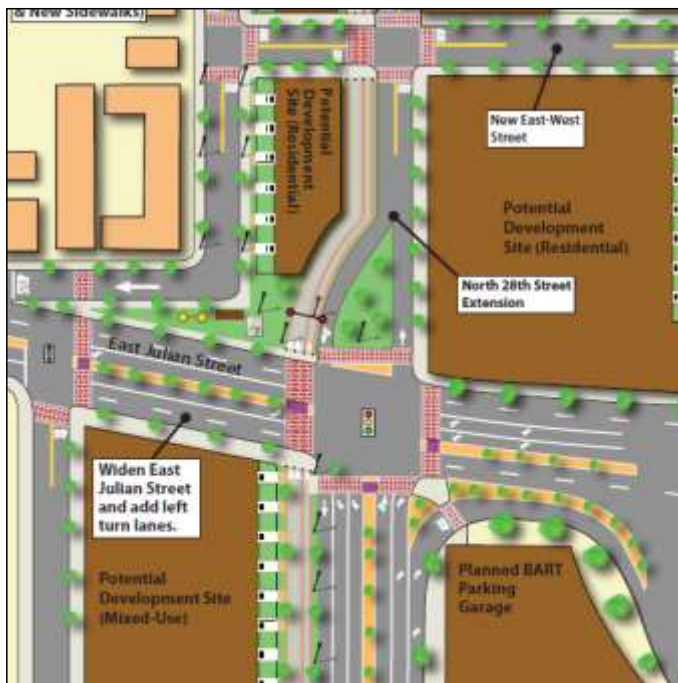 & New Sidewalks)
Potential
Development
Site (Residential)
New East-West
Street
Potential
Development
Site (Residential)
North 28th Street
Extension
East Julian Street
Widen East
Julian Street
and add left
turn lanes.
Potential
Development Site
(Mixed-Use)
Planned BART
Parking
Garage